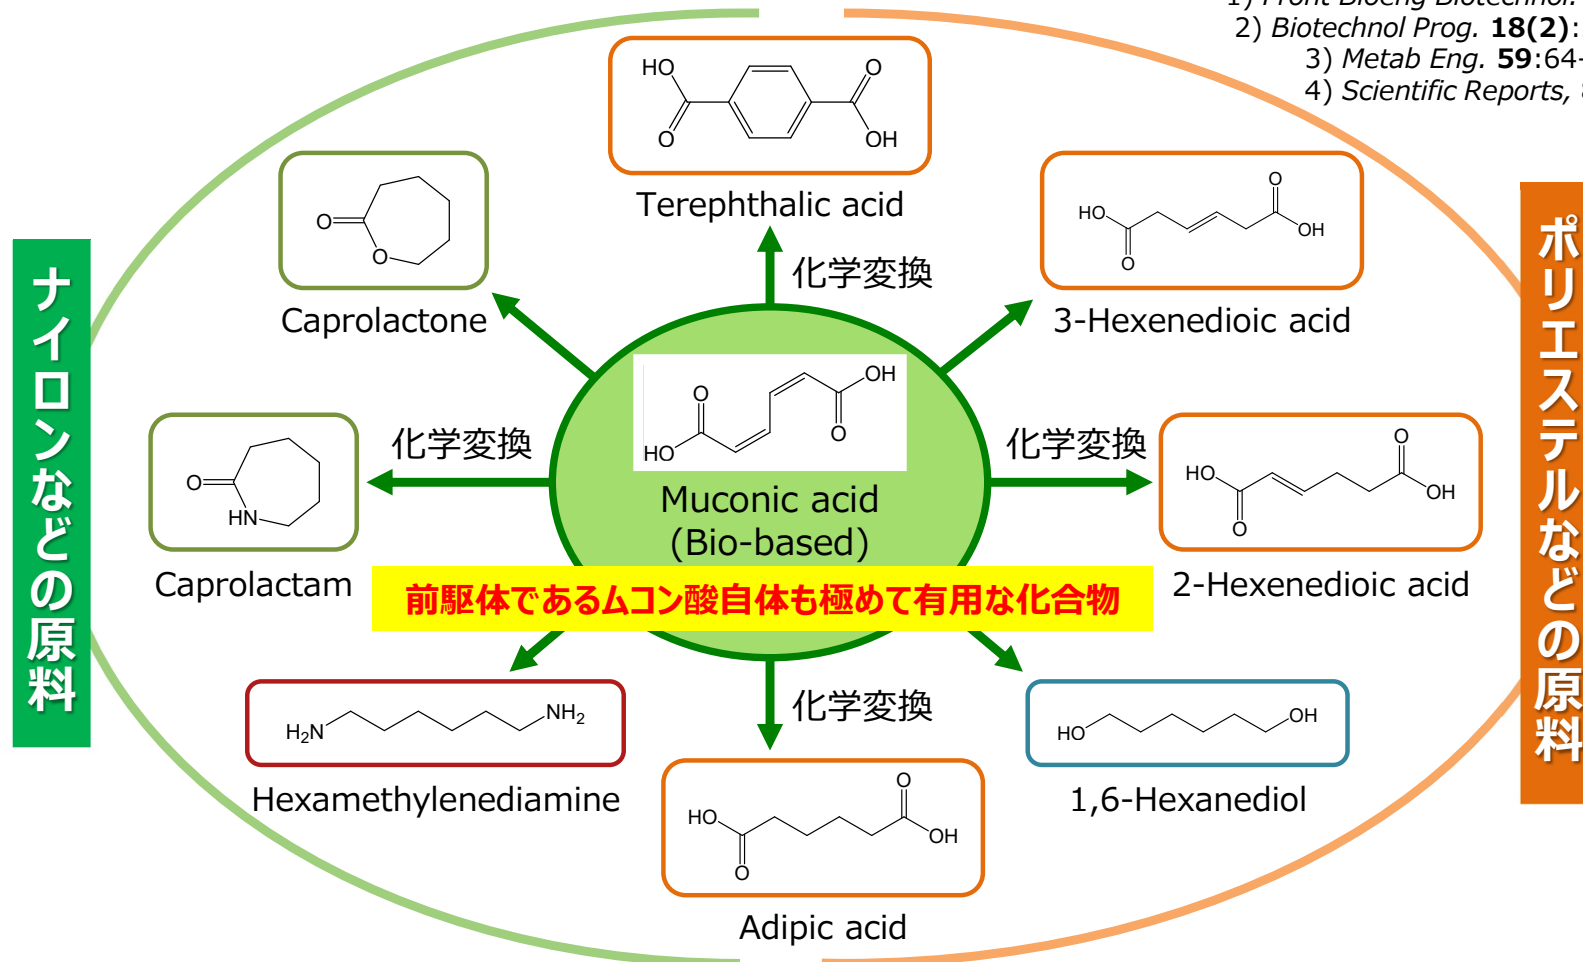 1) Front Bioeng Biotechnol.
2) Biotechnol Prog. 18(2):
3) Metab Eng. 59:64-
4) Scientific Reports,
HO
O
O
OH
Terephthalic acid
O
O
Caprolactone
化学変換
HO
O
O
OH
3-Hexenedioic acid
ナイロンなどの原料
ポリエステルなどの原料
O
HO
O
OH
Muconic acid
(Bio-based)
化学変換
O
HN
Caprolactam
化学変換
HO
O
O
OH
2-Hexenedioic acid
前駆体であるムコン酸自体も極めて有用な化合物
H2N
NH2
Hexamethylenediamine
化学変換
HO
O
O
OH
Adipic acid
HO
OH
1,6-Hexanediol